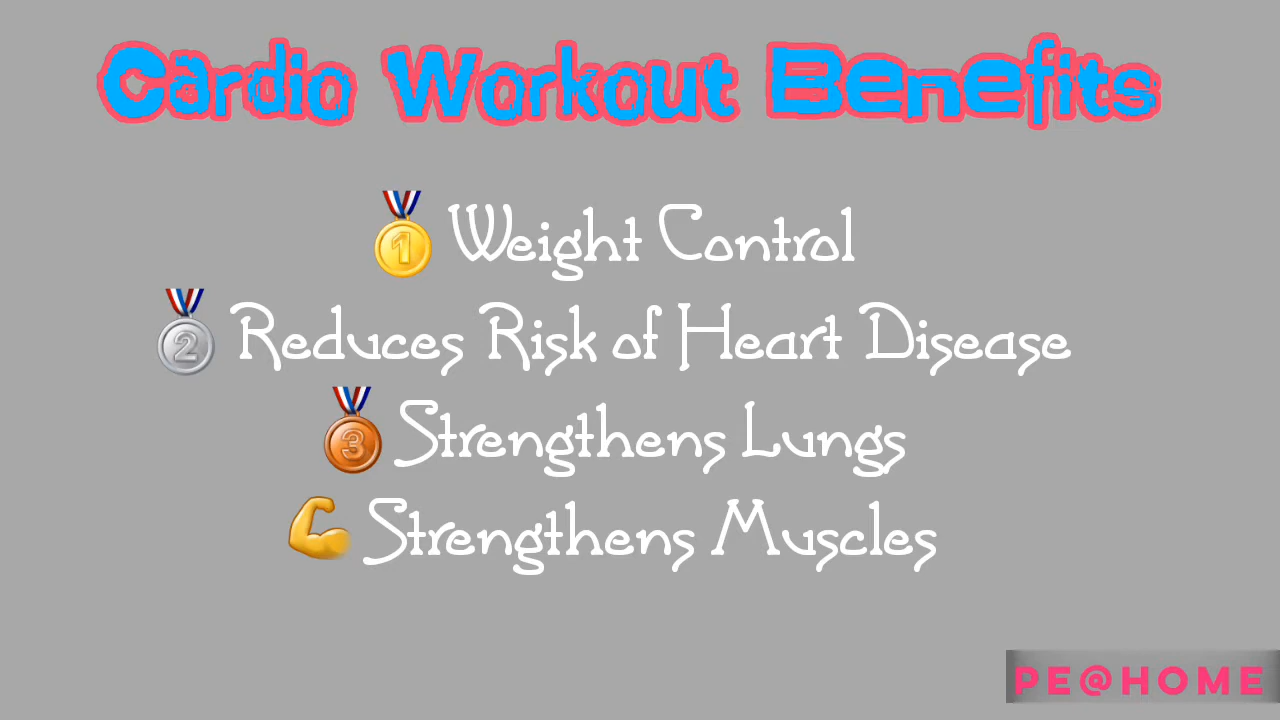 Cardio Workout Benefits
🥇Weight Control
🥈Reduces Risk of Heart Disease
🥉Strengthens Lungs
💪Strengthens Muscles
PE@HOME